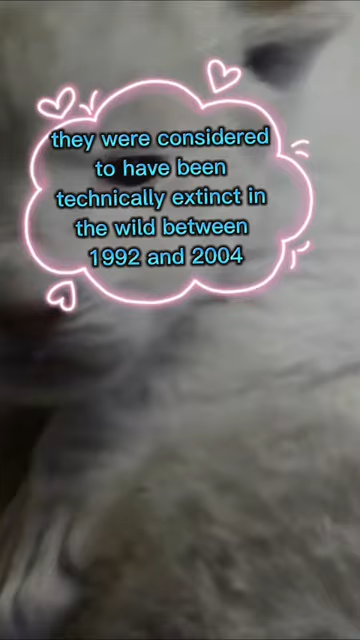 they were considered
to have been
technically extinct in
the wild between
1992 and 2004